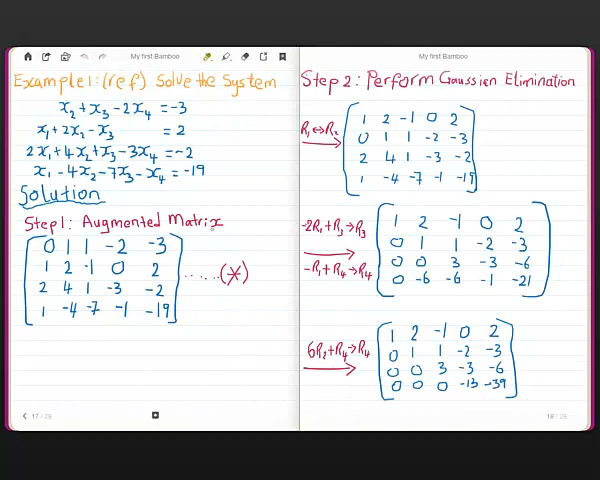 My first Bamboo
Example 1: (ref) Solve the System
x₂ + x₃ - 2x₄ = -3
x₁ + 2x₂ - x₃ = 2
2x₁ + 4x₂ + x₃ - 3x₄ = -2
x₁ - 4x₂ - 7x₃ - x₄ = -19
Solution
Step 1: Augmented Matrix
0 1 1 -2 -3
1 2 -1 0 2
2 4 1 -3 -2
1 -4 -7 -1 -19
......(*)
17 / 29
My first Bamboo
Step 2: Perform Gaussian Elimination
R₁ ↔ R₂
1 2 -1 0 2
0 1 1 -2 -3
2 4 1 -3 -2
1 -4 -7 -1 -19
-2R₁ + R₃ → R₃
-R₁ + R₄ → R₄
1 2 -1 0 2
0 1 1 -2 -3
0 0 3 -3 -6
0 -6 -6 -1 -21
6R₂ + R₄ → R₄
1 2 -1 0 2
0 1 1 -2 -3
0 0 3 -3 -6
0 0 0 -13 -39
18 / 29